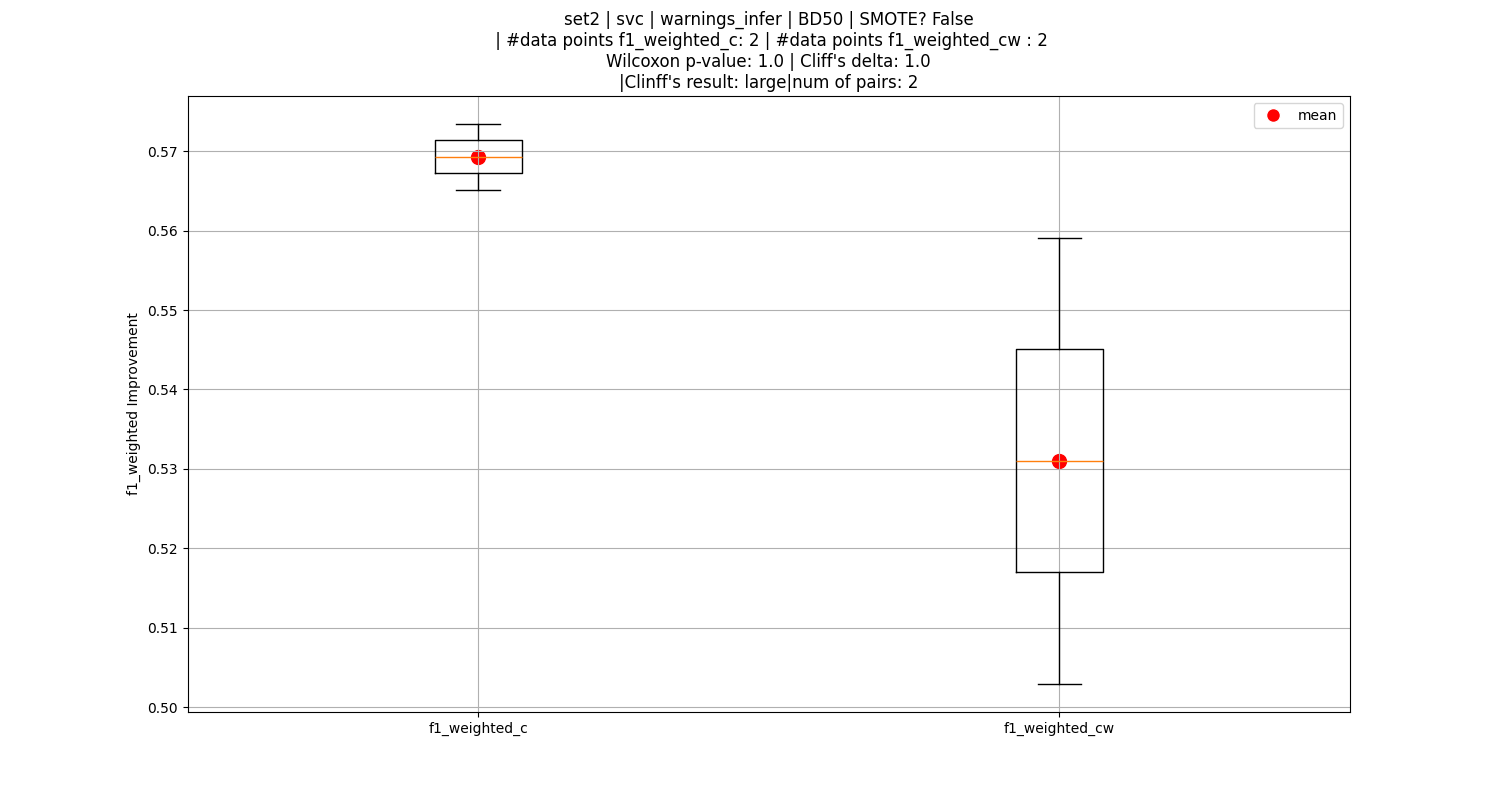 set2 | svc | warnings_infer | BD50 | SMOTE? False
| #data points f1_weighted_c: 2 | #data points f1_weighted_cw : 2
Wilcoxon p-value: 1.0 | Cliff's delta: 1.0
|Clinff's result: large|num of pairs: 2
mean
0.57
0.56
0.55
0.54
0.53
0.52
0.51
0.50
f1_weighted Improvement
f1_weighted_c
f1_weighted_cw